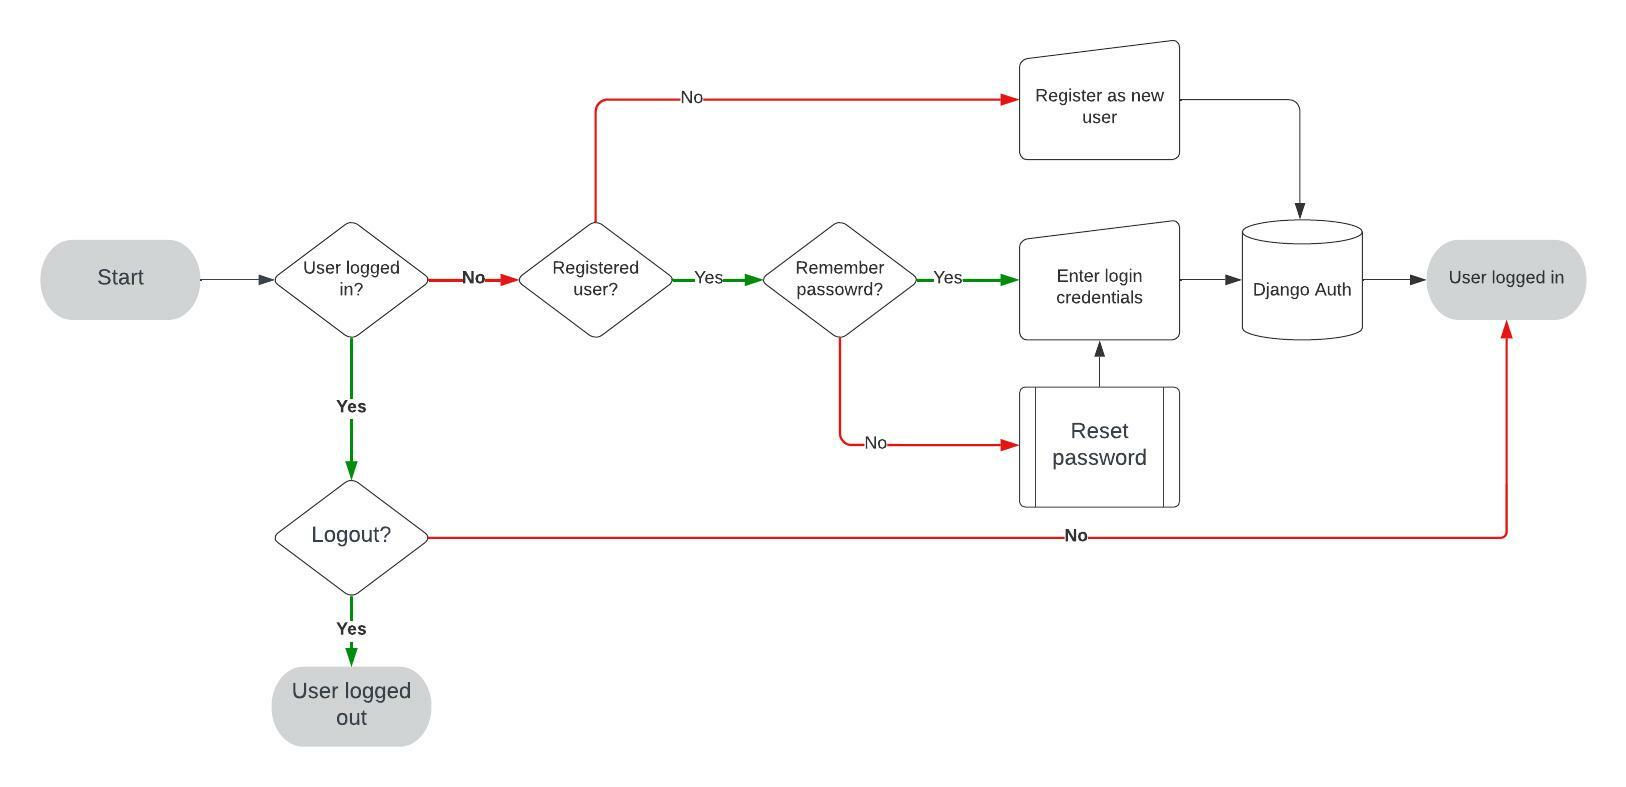 No
Register as new
user
Start
User logged
in?
No
Registered
user?
Yes
Remember
passowrd?
Yes
Enter login
credentials
Django Auth
User logged in
Yes
No
Reset
password
Logout?
No
Yes
User logged
out